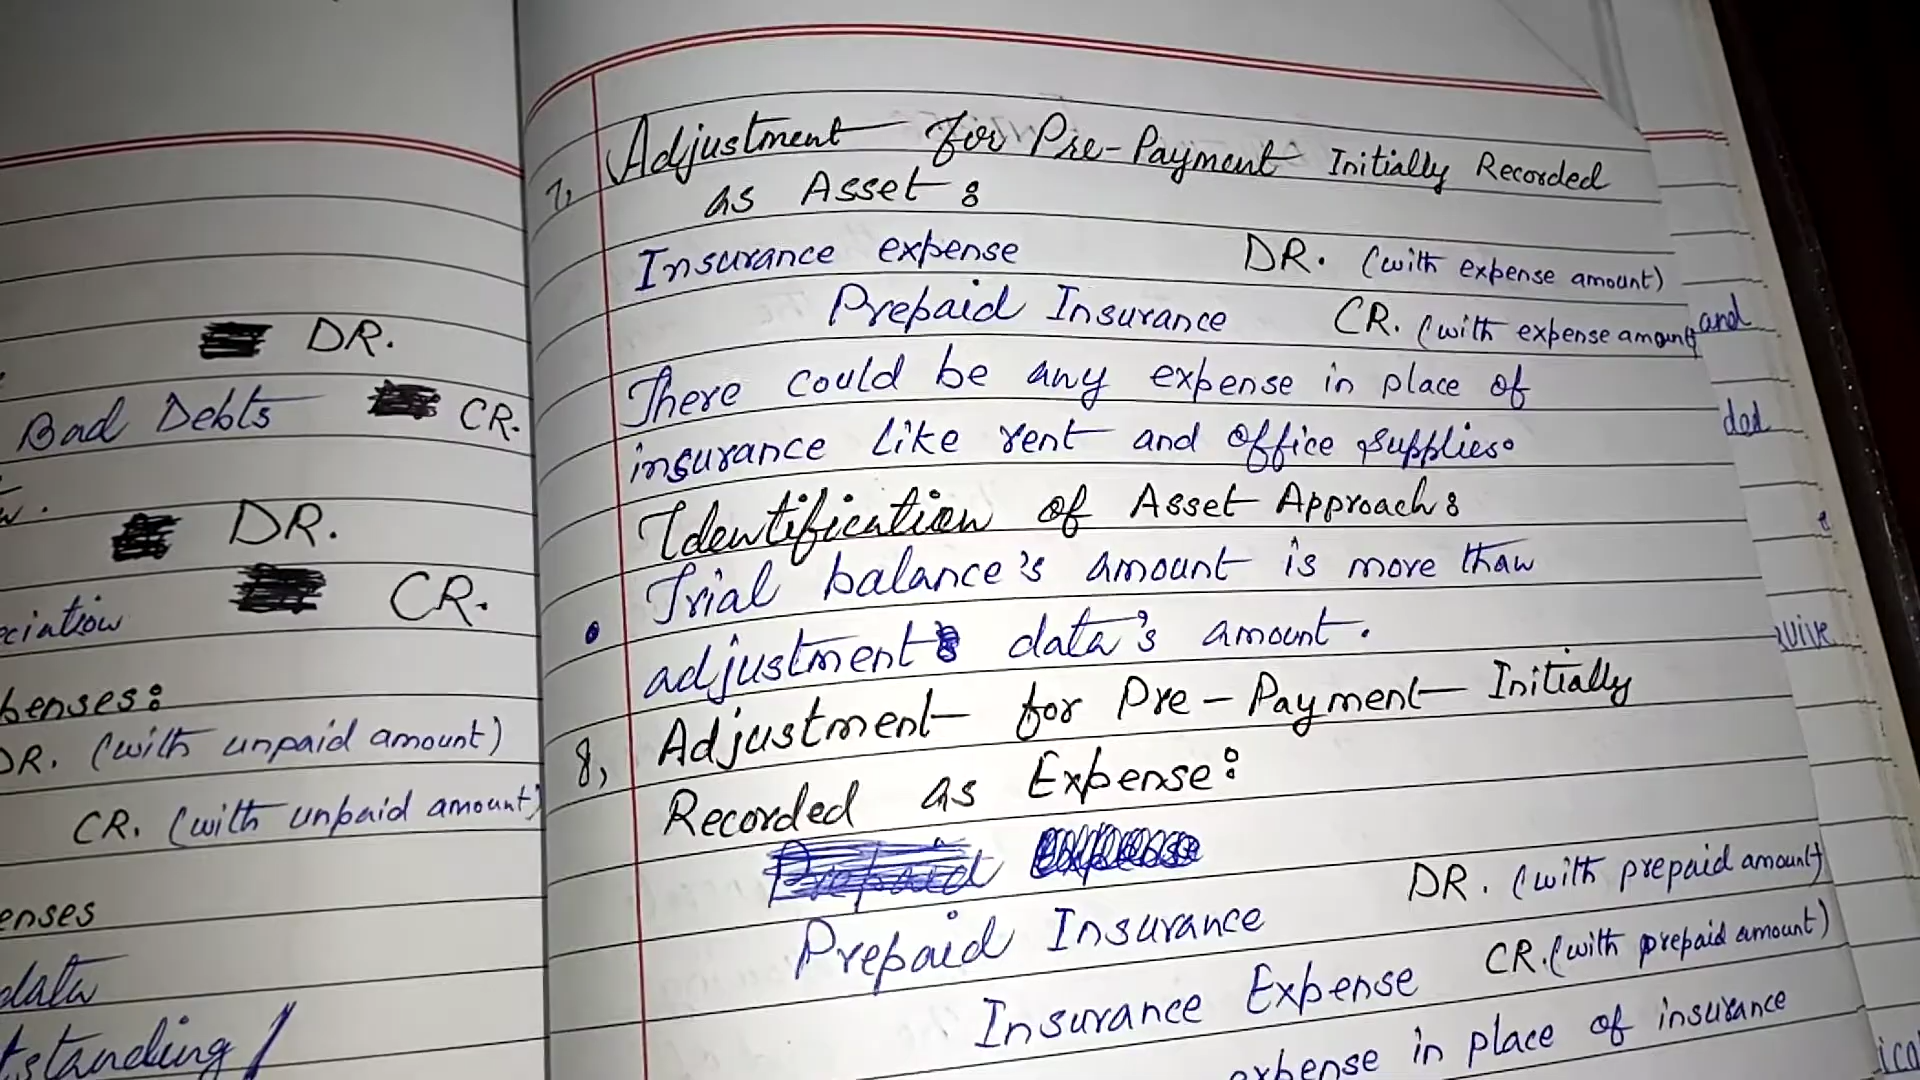 DR.
Bad Debts CR.
DR.
CR.
DR. (with unpaid amount)
CR. (with unpaid amount)
7, Adjustment for Pre-Payment Initially Recorded
as Asset :
Insurance expense DR. (with expense amount)
Prepaid Insurance CR. (with expense amount
There could be any expense in place of
insurance like rent and office supplies.
Identification of Asset Approach :
• Trial balance's amount is more than
adjustment data's amount.
8, Adjustment for Pre-Payment Initially
Recorded as Expense:
Prepaid Insurance DR. (with prepaid amount)
Insurance Expense CR. (with prepaid amount)
expense in place of insurance
and